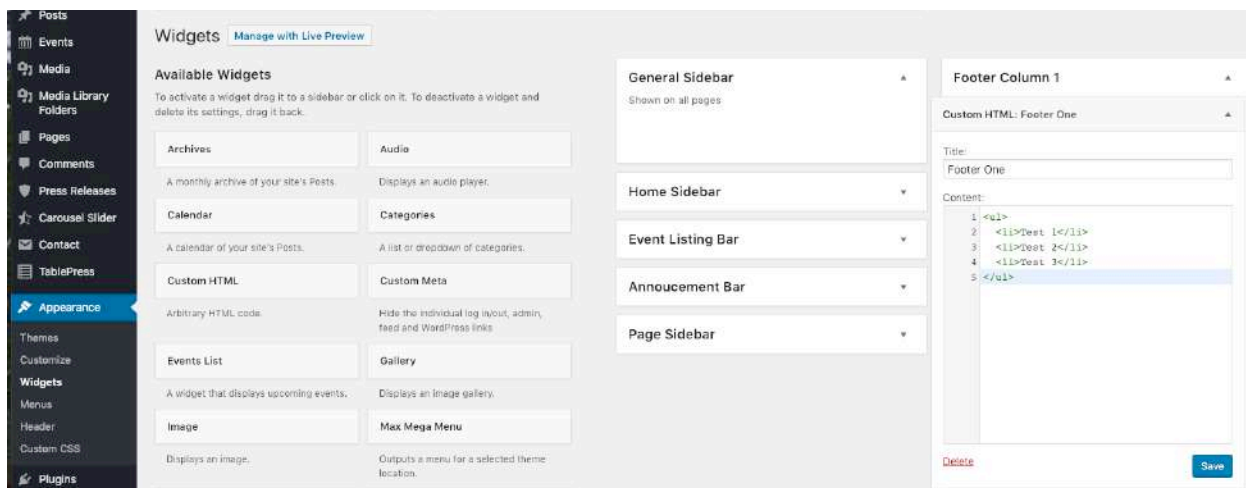 Posts
Events
Media
Media Library
Folders
Pages
Comments
Press Releases
Carousel Slider
Contact
TablePress
Appearance
Themes
Customize
Widgets
Menus
Header
Custom CSS
Plugins
Widgets
Manage with Live Preview
Available Widgets
To activate a widget drag it to a sidebar or click on it. To deactivate a widget and
delete its settings, drag it back.
Archives
A monthly archive of your site's Posts.
Audio
Displays an audio player.
Calendar
A calendar of your site's Posts.
Categories
A list or dropdown of categories.
Custom HTML
Arbitrary HTML code.
Custom Meta
Hide the individual log in/out, admin,
feed and WordPress links
Events List
A widget that displays upcoming events.
Gallery
Displays an image gallery.
Image
Displays an image.
Max Mega Menu
Outputs a menu for a selected theme
location.
General Sidebar
Shown on all pages
Home Sidebar
Event Listing Bar
Annoucement Bar
Page Sidebar
Footer Column 1
Custom HTML: Footer One
Title:
Footer One
Content:
1 <ul>
2 <li>Test 1</li>
3 <li>Test 2</li>
4 <li>Test 3</li>
5 </ul>
Delete
Save